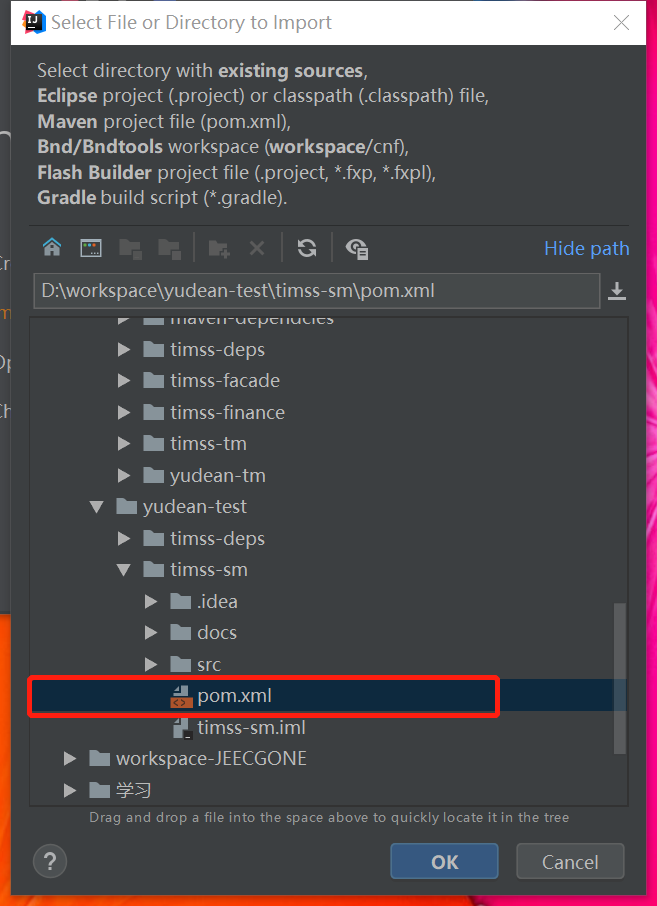 Select File or Directory to Import
Select directory with existing sources,
Eclipse project (.project) or classpath (.classpath) file,
Maven project file (pom.xml),
Bnd/Bndtools workspace (workspace/cnf),
Flash Builder project file (.project, *.fxp, *.fxpl),
Gradle build script (*.gradle).
Hide path
D:\workspace\yudean-test\timss-sm\pom.xml
maven-dependcies
timss-deps
timss-facade
timss-finance
timss-tm
yudean-tm
yudean-test
timss-deps
timss-sm
.idea
docs
src
pom.xml
timss-sm.iml
workspace-JEECGONE
学习
Drag and drop a file into the space above to quickly locate it in the tree
? OK Cancel